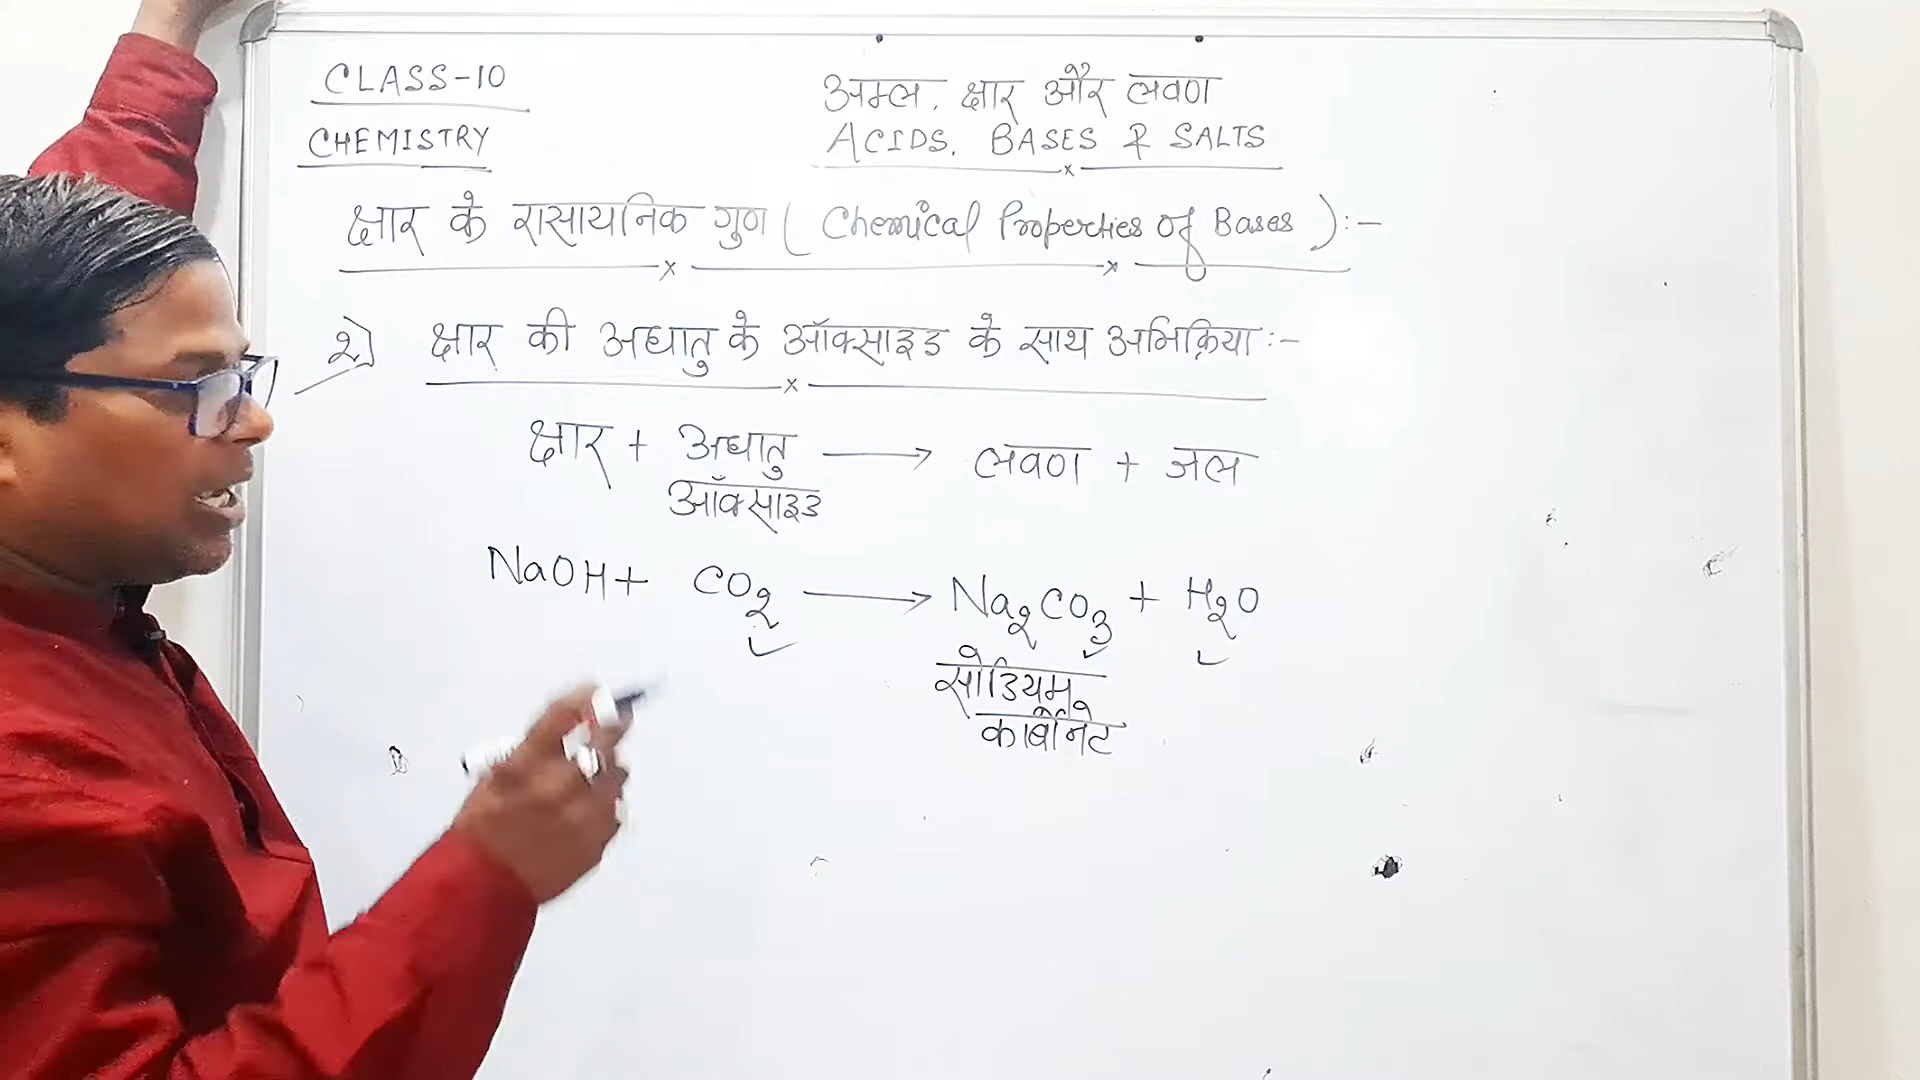 CLASS-10
CHEMISTRY
अम्ल, क्षार और लवण
ACIDS, BASES & SALTS
क्षार के रासायनिक गुण ( Chemical Properties of Bases ) :-
2) क्षार की अधातु के ऑक्साइड के साथ अभिक्रिया :-
क्षार + अधातु ऑक्साइड → लवण + जल
NaOH + CO₂ → Na₂CO₃ + H₂O
सोडियम
कार्बोनेट